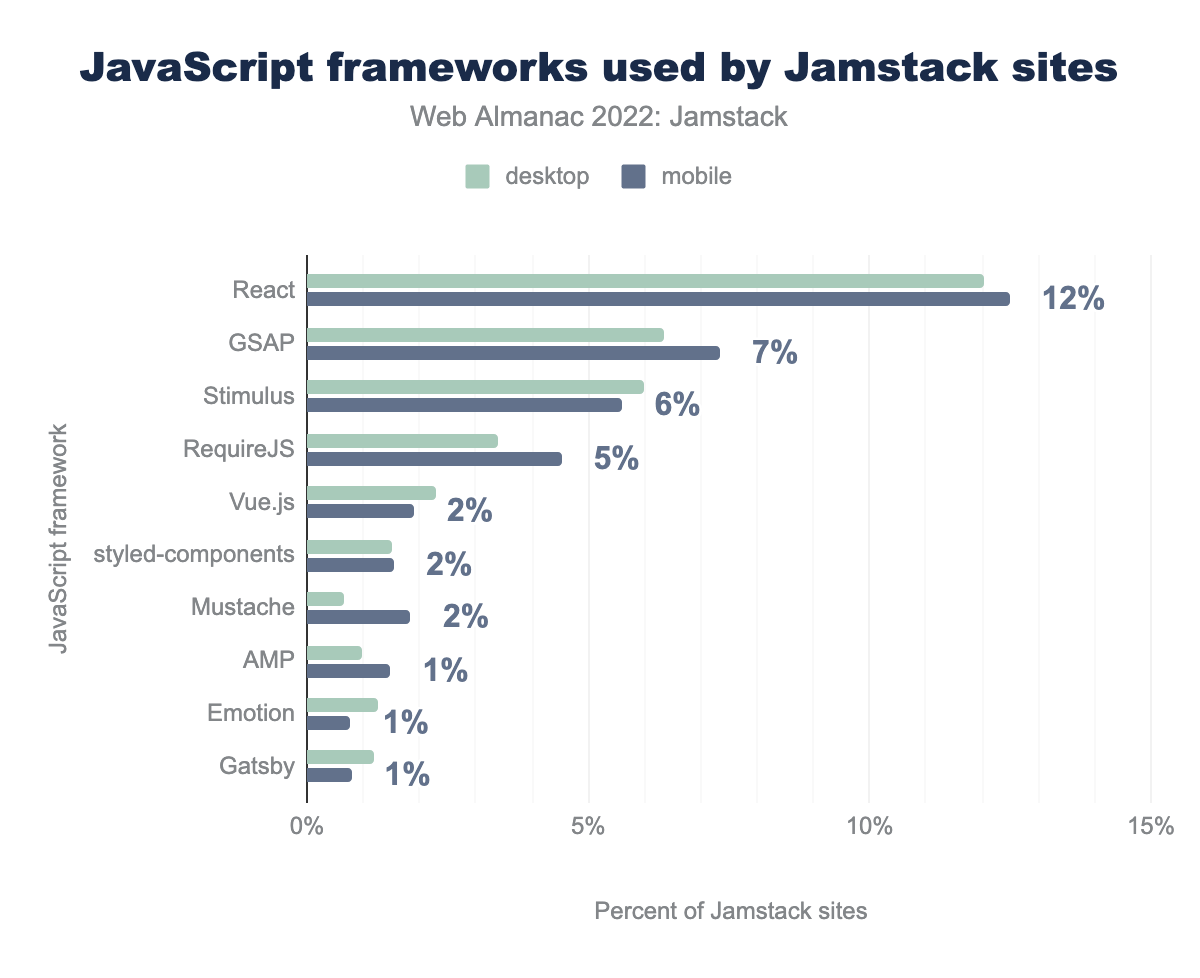 JavaScript frameworks used by Jamstack sites
Web Almanac 2022: Jamstack
desktop
mobile
JavaScript framework
React
12%
GSAP
7%
Stimulus
6%
RequireJS
5%
Vue.js
2%
styled-components
2%
Mustache
2%
AMP
1%
Emotion
1%
Gatsby
1%
0%
5%
10%
15%
Percent of Jamstack sites